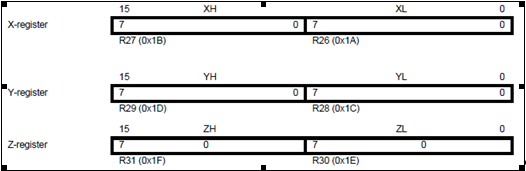 15 XH XL 0
X-register 7 0 7 0
R27 (0x1B) R26 (0x1A)
15 YH YL 0
Y-register 7 0 7 0
R29 (0x1D) R28 (0x1C)
15 ZH ZL 0
Z-register 7 0 7 0
R31 (0x1F) R30 (0x1E)